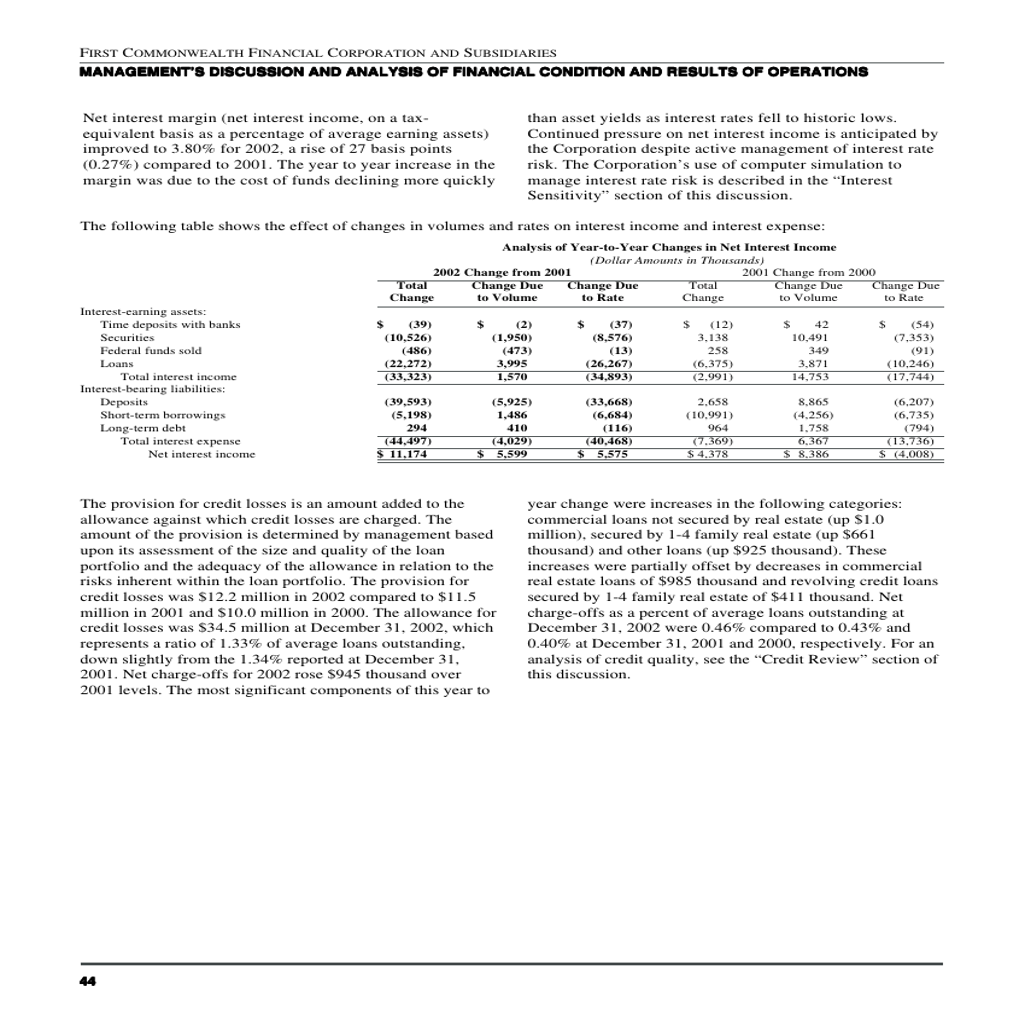 FIRST COMMONWEALTH FINANCIAL CORPORATION AND SUBSIDIARIES
MANAGEMENT'S DISCUSSION AND ANALYSIS OF FINANCIAL CONDITION AND RESULTS OF OPERATIONS
Net interest margin (net interest income, on a tax-
equivalent basis as a percentage of average earning assets)
improved to 3.80% for 2002, a rise of 27 basis points
(0.27%) compared to 2001. The year to year increase in the
margin was due to the cost of funds declining more quickly
than asset yields as interest rates fell to historic lows.
Continued pressure on net interest income is anticipated by
the Corporation despite active management of interest rate
risk. The Corporation's use of computer simulation to
manage interest rate risk is described in the “Interest
Sensitivity” section of this discussion.
The following table shows the effect of changes in volumes and rates on interest income and interest expense:
Analysis of Year-to-Year Changes in Net Interest Income
(Dollar Amounts in Thousands)
2002 Change from 2001 2001 Change from 2000
Total Change Due Change Due Total Change Due Change Due
Change to Volume to Rate Change to Volume to Rate
Interest-earning assets:
Time deposits with banks $ (39) $ (2) $ (37) $ (12) $ 42 $ (54)
Securities (10,526) (1,950) (8,576) 3,138 10,491 (7,353)
Federal funds sold (486) (473) (13) 258 349 (91)
Loans (22,272) 3,995 (26,267) (6,375) 3,871 (10,246)
Total interest income (33,323) 1,570 (34,893) (2,991) 14,753 (17,744)
Interest-bearing liabilities:
Deposits (39,593) (5,925) (33,668) 2,658 8,865 (6,207)
Short-term borrowings (5,198) 1,486 (6,684) (10,991) (4,256) (6,735)
Long-term debt 294 410 (116) 964 1,758 (794)
Total interest expense (44,497) (4,029) (40,468) (7,369) 6,367 (13,736)
Net interest income $ 11,174 $ 5,599 $ 5,575 $ 4,378 $ 8,386 $ (4,008)
The provision for credit losses is an amount added to the
allowance against which credit losses are charged. The
amount of the provision is determined by management based
upon its assessment of the size and quality of the loan
portfolio and the adequacy of the allowance in relation to the
risks inherent within the loan portfolio. The provision for
credit losses was $12.2 million in 2002 compared to $11.5
million in 2001 and $10.0 million in 2000. The allowance for
credit losses was $34.5 million at December 31, 2002, which
represents a ratio of 1.33% of average loans outstanding,
down slightly from the 1.34% reported at December 31,
2001. Net charge-offs for 2002 rose $945 thousand over
2001 levels. The most significant components of this year to
year change were increases in the following categories:
commercial loans not secured by real estate (up $1.0
million), secured by 1-4 family real estate (up $661
thousand) and other loans (up $925 thousand). These
increases were partially offset by decreases in commercial
real estate loans of $985 thousand and revolving credit loans
secured by 1-4 family real estate of $411 thousand. Net
charge-offs as a percent of average loans outstanding at
December 31, 2002 were 0.46% compared to 0.43% and
0.40% at December 31, 2001 and 2000, respectively. For an
analysis of credit quality, see the “Credit Review” section of
this discussion.
44